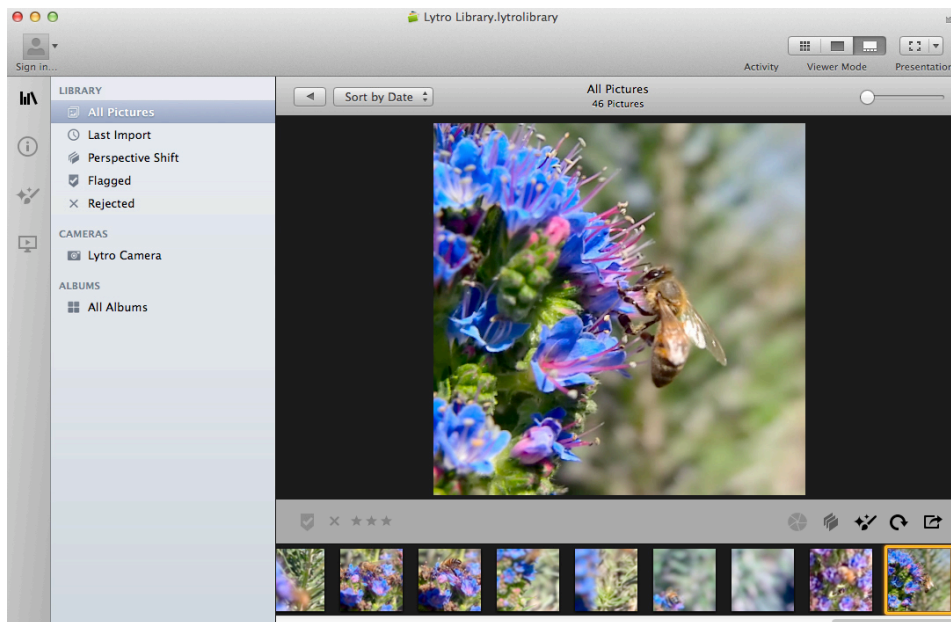 Lytro Library.lytrolibrary
Sign in...
Activity
Viewer Mode
Presentation
LIBRARY
All Pictures
Last Import
Perspective Shift
Flagged
Rejected
CAMERAS
Lytro Camera
ALBUMS
All Albums
Sort by Date
All Pictures
46 Pictures